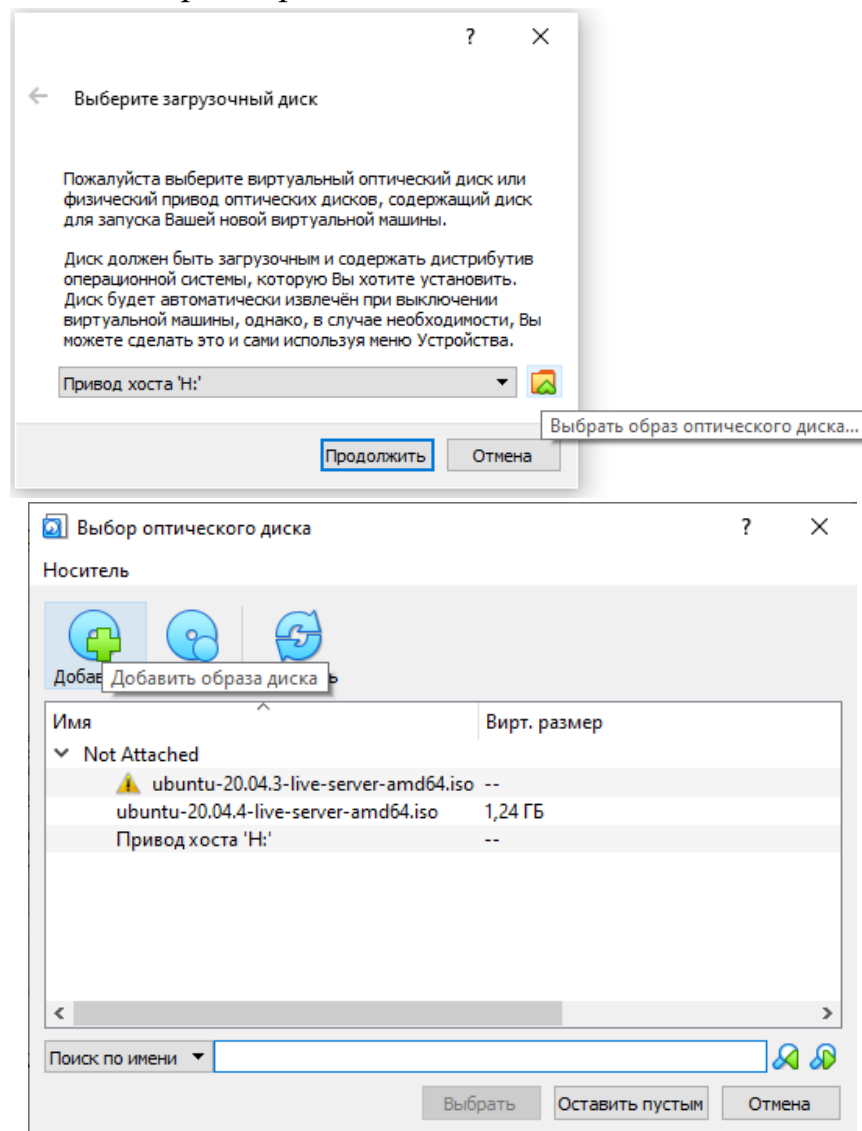 ?
Выберите загрузочный диск
Пожалуйста выберите виртуальный оптический диск или
физический привод оптических дисков, содержащий диск
для запуска Вашей новой виртуальной машины.
Диск должен быть загрузочным и содержать дистрибутив
операционной системы, которую Вы хотите установить.
Диск будет автоматически извлечён при выключении
виртуальной машины, однако, в случае необходимости, Вы
можете сделать это и сами используя меню Устройства.
Привод хоста 'H:'
Выбрать образ оптического диска...
Продолжить Отмена
Выбор оптического диска ?
Носитель
Добавить образа диска
Имя Вирт. размер
Not Attached
ubuntu-20.04.3-live-server-amd64.iso --
ubuntu-20.04.4-live-server-amd64.iso 1,24 ГБ
Привод хоста 'H:' --
Поиск по имени
Выбрать Оставить пустым Отмена